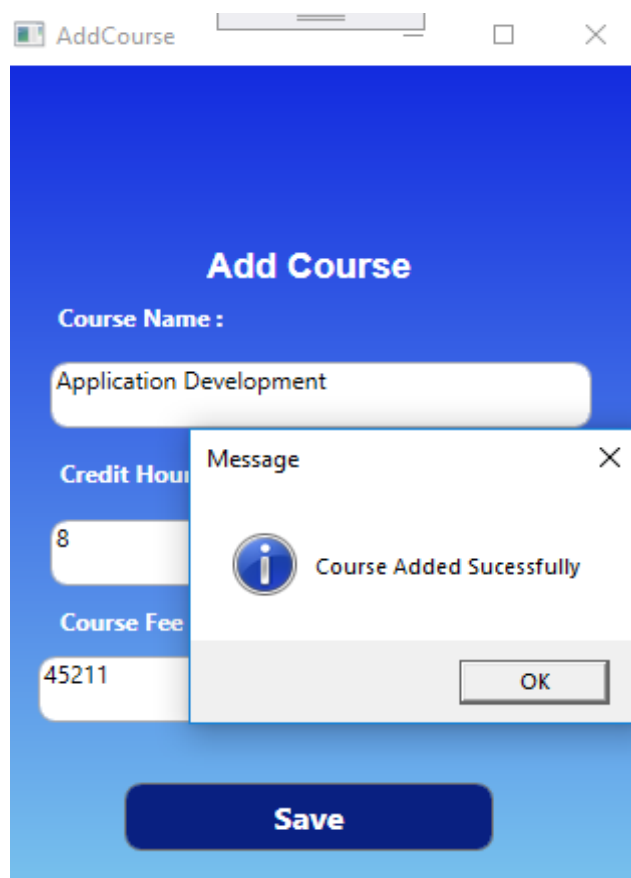 AddCourse
Add Course
Course Name :
Application Development
Message
Credit Hour
8
Course Added Sucessfully
Course Fee
45211
OK
Save